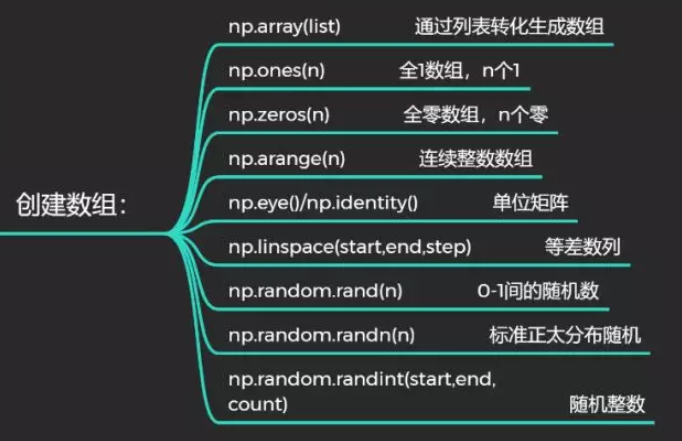 创建数组:
np.array(list) 通过列表转化生成数组
np.ones(n) 全1数组，n个1
np.zeros(n) 全零数组，n个零
np.arange(n) 连续整数数组
np.eye()/np.identity() 单位矩阵
np.linspace(start,end,step) 等差数列
np.random.rand(n) 0-1间的随机数
np.random.randn(n) 标准正太分布随机
np.random.randint(start,end,
count) 随机整数